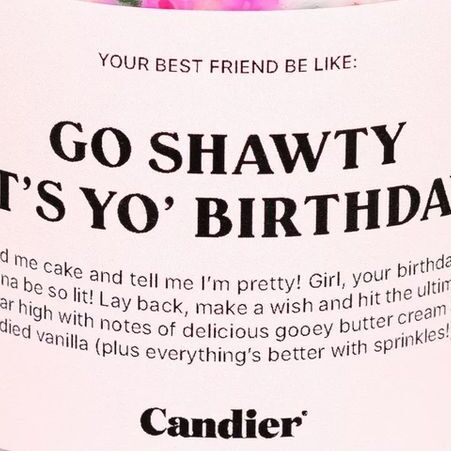 YOUR BEST FRIEND BE LIKE:
GO SHAWTY
T'S YO' BIRTHDA
d me cake and tell me I'm pretty! Girl, your birthda
na be so lit! Lay back, make a wish and hit the ultim
ar high with notes of delicious gooey butter cream
died vanilla (plus everything's better with sprinkles!
Candier